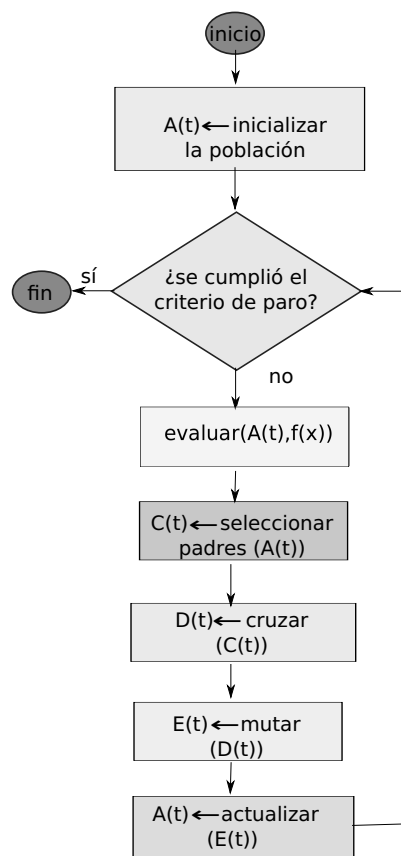 inicio
A(t)←inicializar
la población
¿se cumplió el
criterio de paro?
sí
fin
no
evaluar(A(t),f(x))
C(t)←seleccionar
padres (A(t))
D(t)← cruzar
(C(t))
E(t)←mutar
(D(t))
A(t)←actualizar
(E(t))